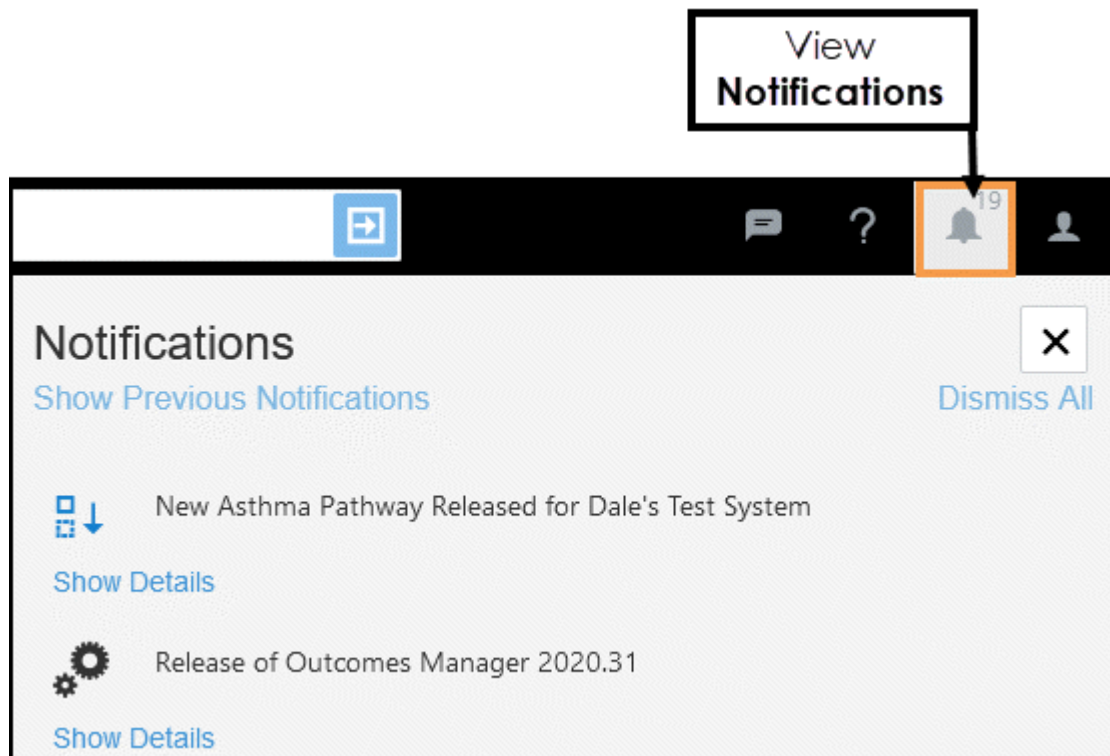 View
Notifications
?
19
Notifications
Show Previous Notifications
Dismiss All
New Asthma Pathway Released for Dale's Test System
Show Details
Release of Outcomes Manager 2020.31
Show Details